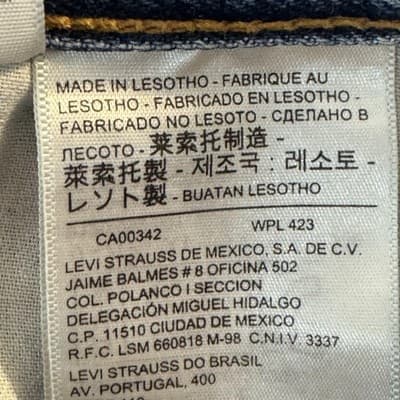 MADE IN LESOTHO - FABRIQUE AU
LESOTHO - FABRICADO EN LESOTHO -
FABRICADO NO LESOTO - СДЕЛАНО В
ЛЕСОТО - 莱索托制造 -
萊索托製 - 제조국 : 레소토 -
レソト製 - BUATAN LESOTHO
CA00342 WPL 423
LEVI STRAUSS DE MEXICO, S.A. DE C.V.
JAIME BALMES # 8 OFICINA 502
COL. POLANCO I SECCION
DELEGACIÓN MIGUEL HIDALGO
C.P. 11510 CIUDAD DE MEXICO
R.F.C. LSM 660818 M-98 C.N.I.V. 3337
LEVI STRAUSS DO BRASIL
AV. PORTUGAL, 400